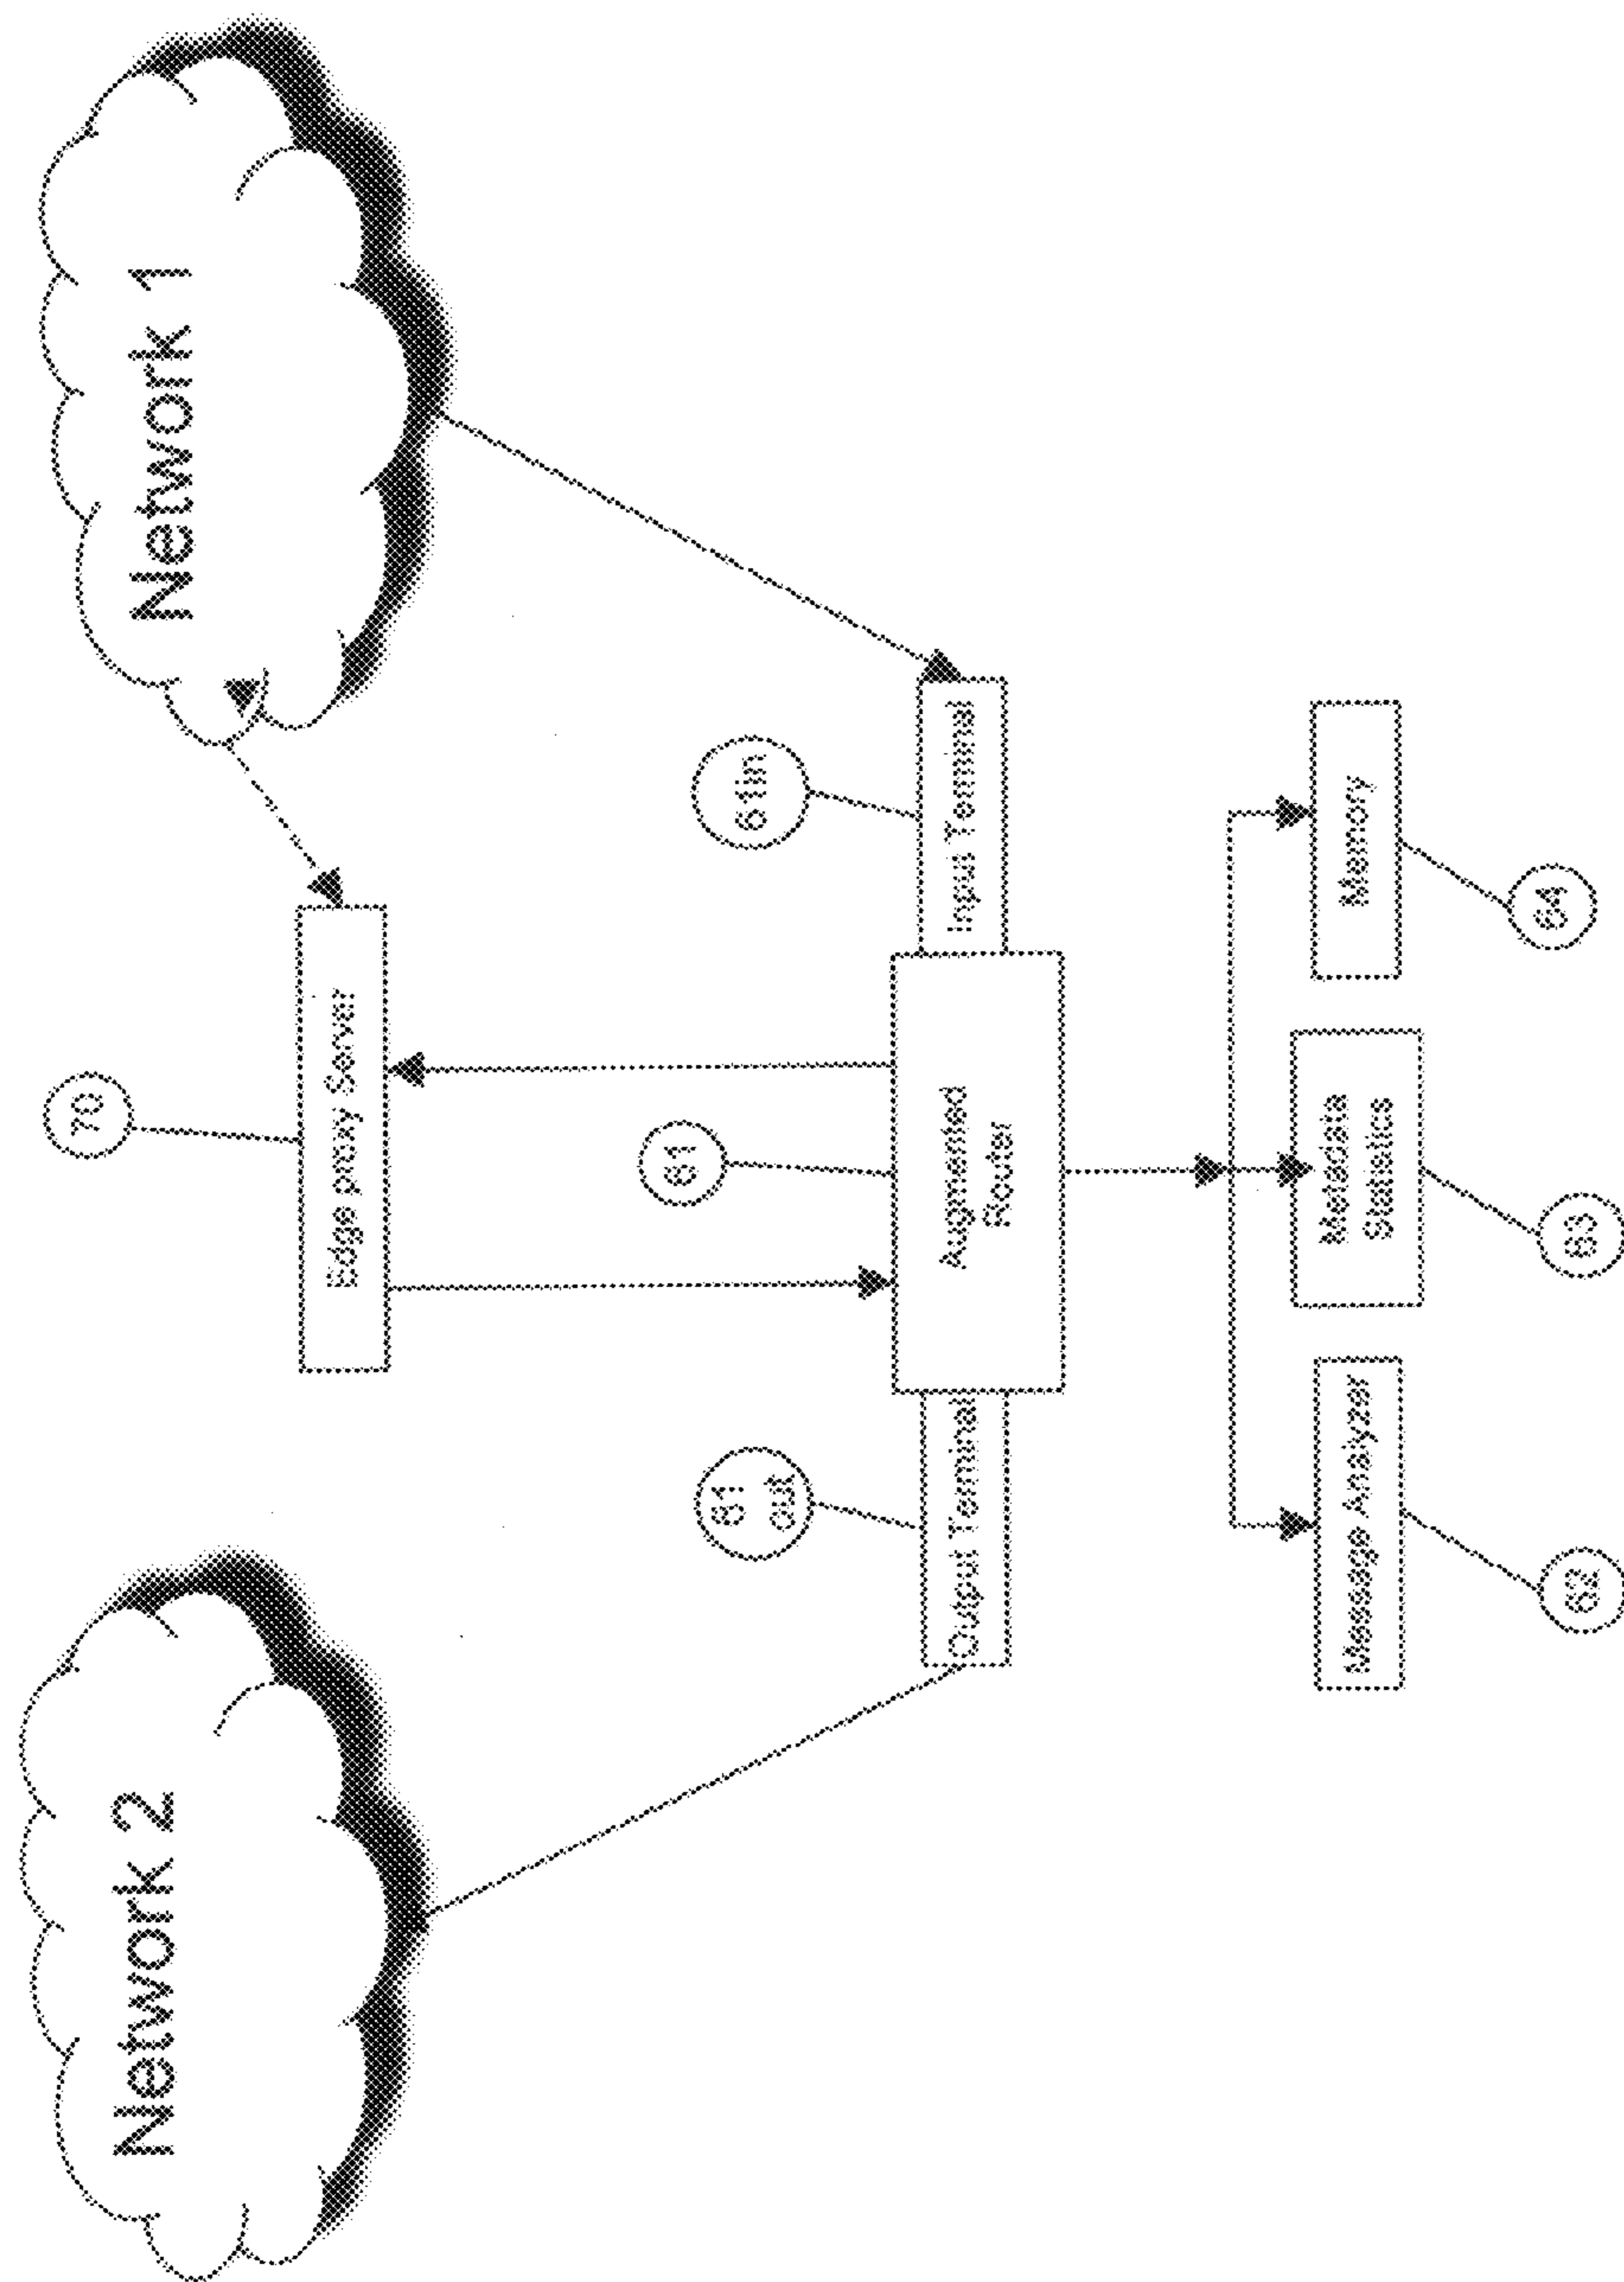 Network 2
Network 1
70
Edge proxy Server
61 out
61
61in
Output Terminal
Augmented
Router
Input Terminal
Message Analyzer
Metadata
Statistics
Memory
62
63
64